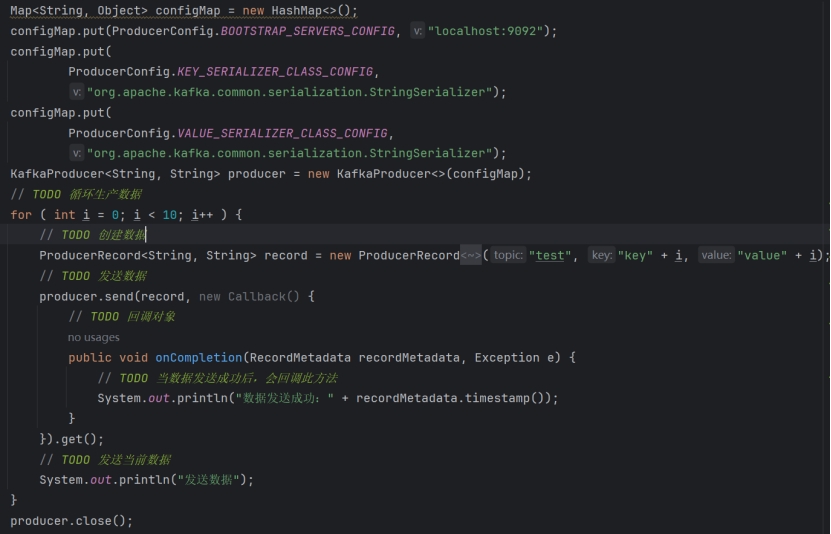 Map<String, Object> configMap = new HashMap<>();
configMap.put(ProducerConfig.BOOTSTRAP_SERVERS_CONFIG, v: "localhost:9092");
configMap.put(
ProducerConfig.KEY_SERIALIZER_CLASS_CONFIG,
v: "org.apache.kafka.common.serialization.StringSerializer");
configMap.put(
ProducerConfig.VALUE_SERIALIZER_CLASS_CONFIG,
v: "org.apache.kafka.common.serialization.StringSerializer");
KafkaProducer<String, String> producer = new KafkaProducer<>(configMap);
// TODO 循环生产数据
for ( int i = 0; i < 10; i++ ) {
// TODO 创建数据
ProducerRecord<String, String> record = new ProducerRecord<~>( topic: "test", key: "key" + i, value: "value" + i);
// TODO 发送数据
producer.send(record, new Callback() {
// TODO 回调对象
no usages
public void onCompletion(RecordMetadata recordMetadata, Exception e) {
// TODO 当数据发送成功后，会回调此方法
System.out.println("数据发送成功：" + recordMetadata.timestamp());
}
}).get();
// TODO 发送当前数据
System.out.println("发送数据");
}
producer.close();